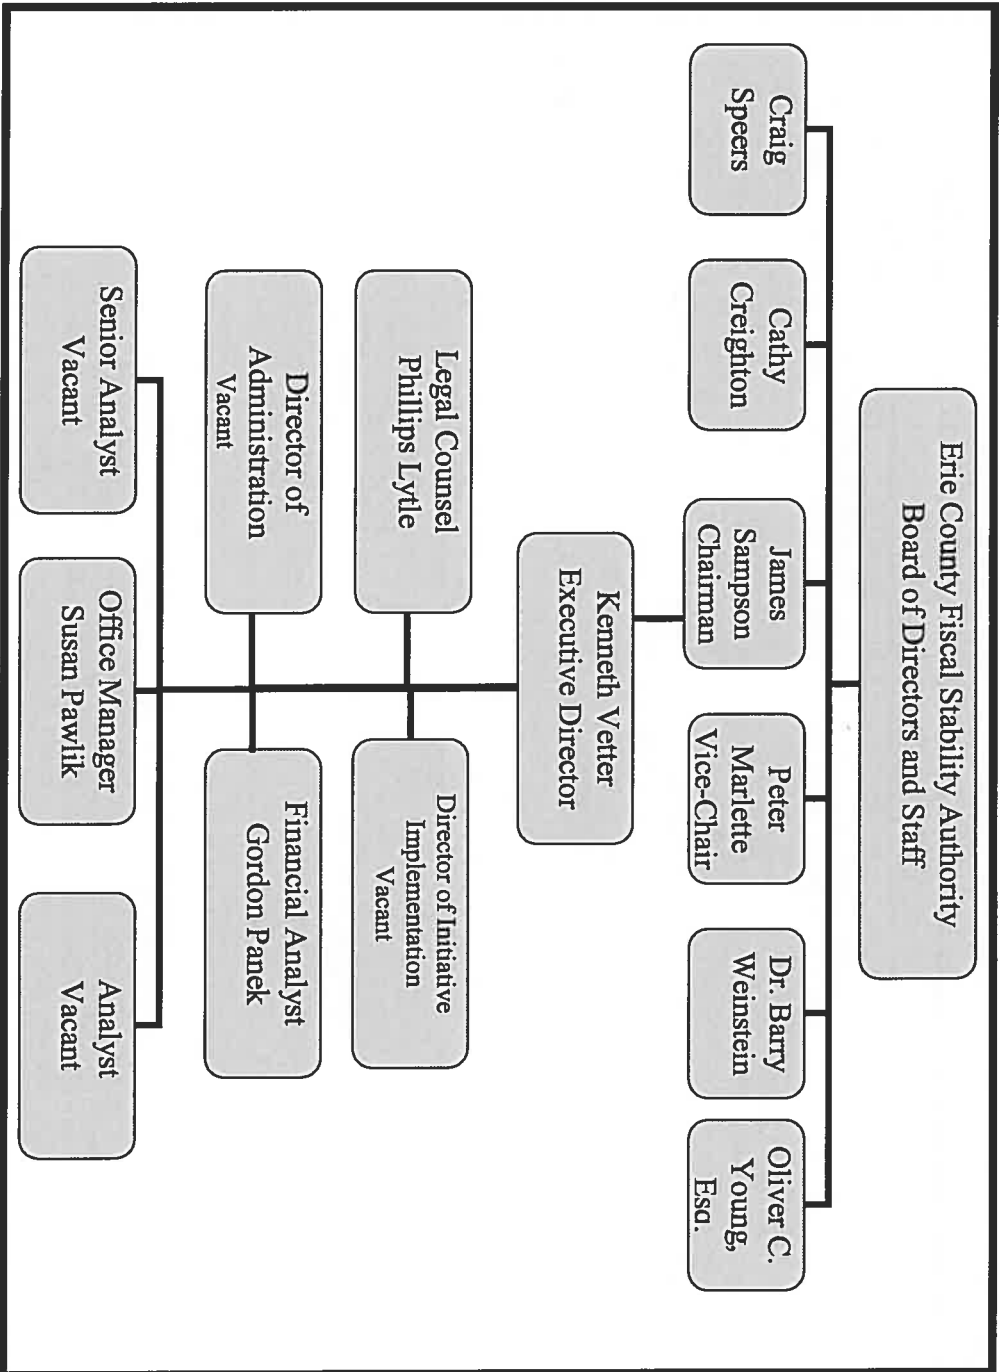 Erie County Fiscal Stability Authority
Board of Directors and Staff
Craig
Speers
Cathy
Creighton
James
Sampson
Chairman
Peter
Marlette
Vice-Chair
Dr. Barry
Weinstein
Oliver C.
Young,
Esq.
Kenneth Vetter
Executive Director
Legal Counsel
Phillips Lytle
Director of Initiative
Implementation
Vacant
Director of
Administration
Vacant
Financial Analyst
Gordon Panek
Senior Analyst
Vacant
Office Manager
Susan Pawlik
Analyst
Vacant